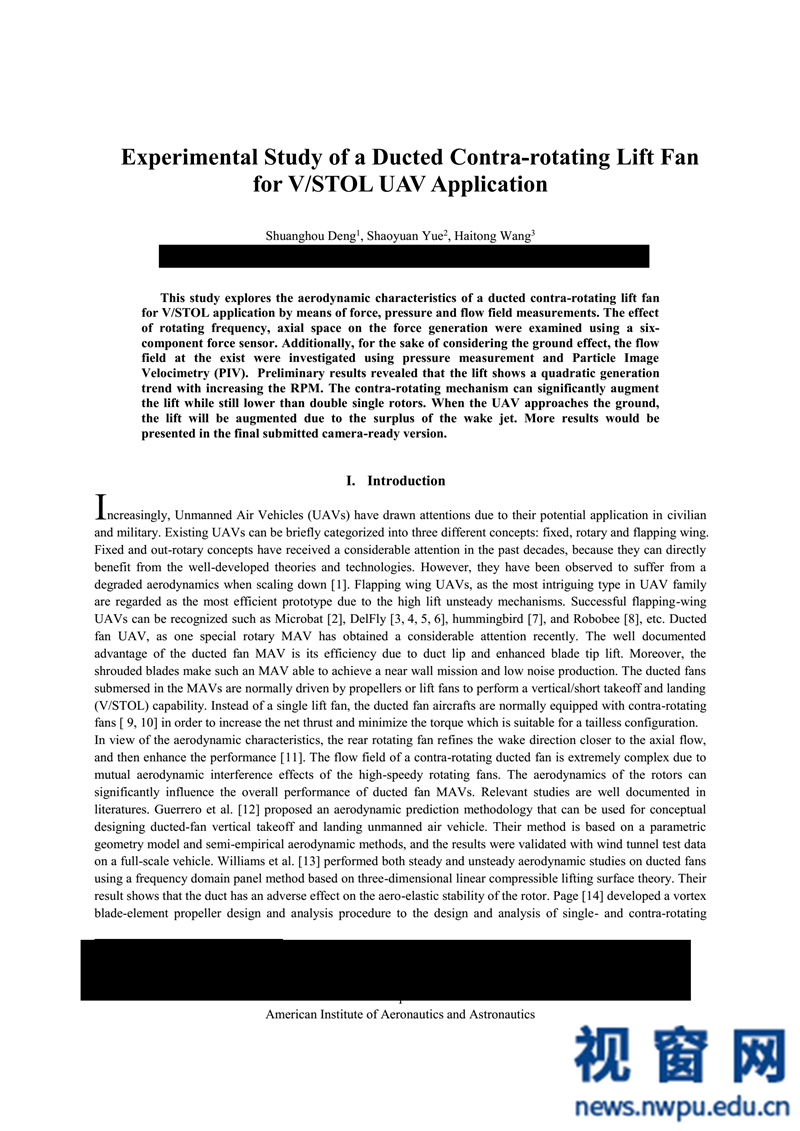 Experimental Study of a Ducted Contra-rotating Lift Fan
for V/STOL UAV Application
Shuanghou Deng¹, Shaoyuan Yue², Haitong Wang³
This study explores the aerodynamic characteristics of a ducted contra-rotating lift fan
for V/STOL application by means of force, pressure and flow field measurements. The effect
of rotating frequency, axial space on the force generation were examined using a six-
component force sensor. Additionally, for the sake of considering the ground effect, the flow
field at the exist were investigated using pressure measurement and Particle Image
Velocimetry (PIV). Preliminary results revealed that the lift shows a quadratic generation
trend with increasing the RPM. The contra-rotating mechanism can significantly augment
the lift while still lower than double single rotors. When the UAV approaches the ground,
the lift will be augmented due to the surplus of the wake jet. More results would be
presented in the final submitted camera-ready version.
I. Introduction
Increasingly, Unmanned Air Vehicles (UAVs) have drawn attentions due to their potential application in civilian
and military. Existing UAVs can be briefly categorized into three different concepts: fixed, rotary and flapping wing.
Fixed and out-rotary concepts have received a considerable attention in the past decades, because they can directly
benefit from the well-developed theories and technologies. However, they have been observed to suffer from a
degraded aerodynamics when scaling down [1]. Flapping wing UAVs, as the most intriguing type in UAV family
are regarded as the most efficient prototype due to the high lift unsteady mechanisms. Successful flapping-wing
UAVs can be recognized such as Microbat [2], DelFly [3, 4, 5, 6], hummingbird [7], and Robobee [8], etc. Ducted
fan UAV, as one special rotary MAV has obtained a considerable attention recently. The well documented
advantage of the ducted fan MAV is its efficiency due to duct lip and enhanced blade tip lift. Moreover, the
shrouded blades make such an MAV able to achieve a near wall mission and low noise production. The ducted fans
submersed in the MAVs are normally driven by propellers or lift fans to perform a vertical/short takeoff and landing
(V/STOL) capability. Instead of a single lift fan, the ducted fan aircrafts are normally equipped with contra-rotating
fans [ 9, 10] in order to increase the net thrust and minimize the torque which is suitable for a tailless configuration.
In view of the aerodynamic characteristics, the rear rotating fan refines the wake direction closer to the axial flow,
and then enhance the performance [11]. The flow field of a contra-rotating ducted fan is extremely complex due to
mutual aerodynamic interference effects of the high-speedy rotating fans. The aerodynamics of the rotors can
significantly influence the overall performance of ducted fan MAVs. Relevant studies are well documented in
literatures. Guerrero et al. [12] proposed an aerodynamic prediction methodology that can be used for conceptual
designing ducted-fan vertical takeoff and landing unmanned air vehicle. Their method is based on a parametric
geometry model and semi-empirical aerodynamic methods, and the results were validated with wind tunnel test data
on a full-scale vehicle. Williams et al. [13] performed both steady and unsteady aerodynamic studies on ducted fans
using a frequency domain panel method based on three-dimensional linear compressible lifting surface theory. Their
result shows that the duct has an adverse effect on the aero-elastic stability of the rotor. Page [14] developed a vortex
blade-element propeller design and analysis procedure to the design and analysis of single- and contra-rotating
American Institute of Aeronautics and Astronautics
视窗网
news.nwpu.edu.cn